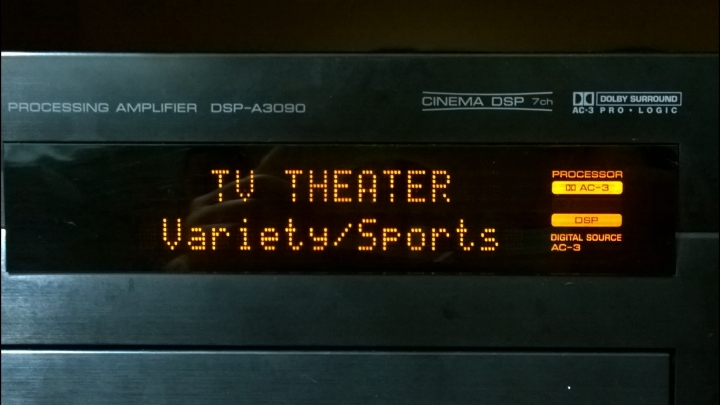 PROCESSING AMPLIFIER DSP-A3090
CINEMA DSP 7ch
DOLBY SURROUND
AC-3 PRO・LOGIC
TV THEATER
Variety/Sports
PROCESSOR
AC-3
DSP
DIGITAL SOURCE
AC-3